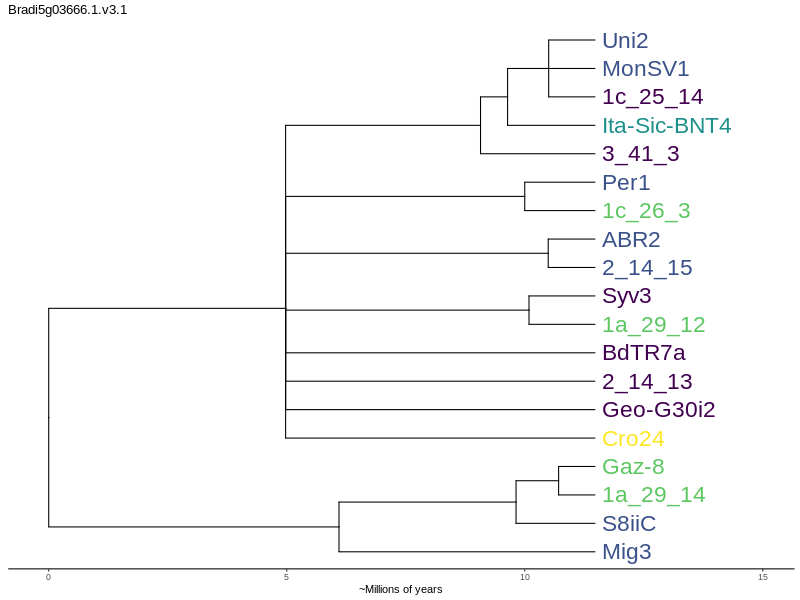 Bradi5g03666.1.v3.1
Uni2
MonSV1
1c_25_14
Ita-Sic-BNT4
3_41_3
Per1
1c_26_3
ABR2
2_14_15
Syv3
1a_29_12
BdTR7a
2_14_13
Geo-G30i2
Cro24
Gaz-8
1a_29_14
S8iiC
Mig3
0 5 10 15
~Millions of years